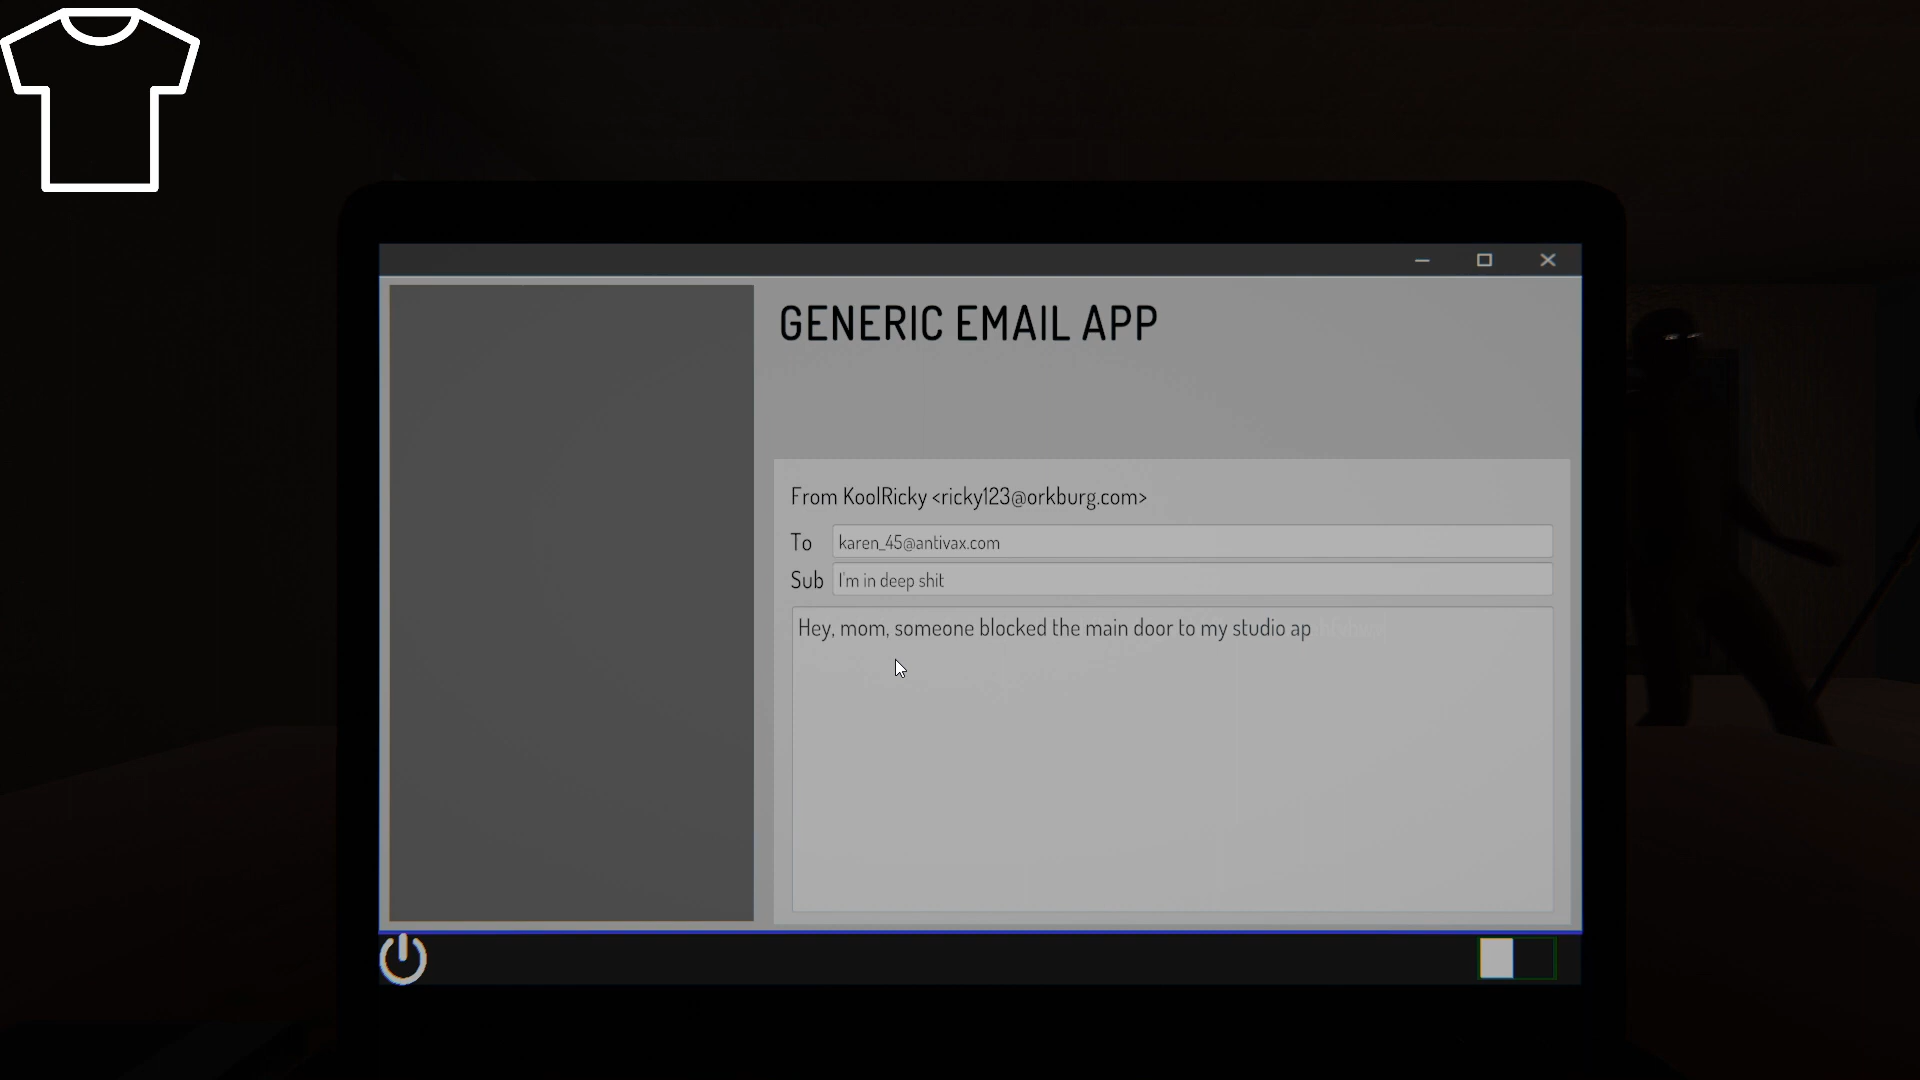 GENERIC EMAIL APP
From KoolRicky <ricky123@orkburg.com>
To karen_45@antivax.com
Sub I'm in deep shit
Hey, mom, someone blocked the main door to my studio ap